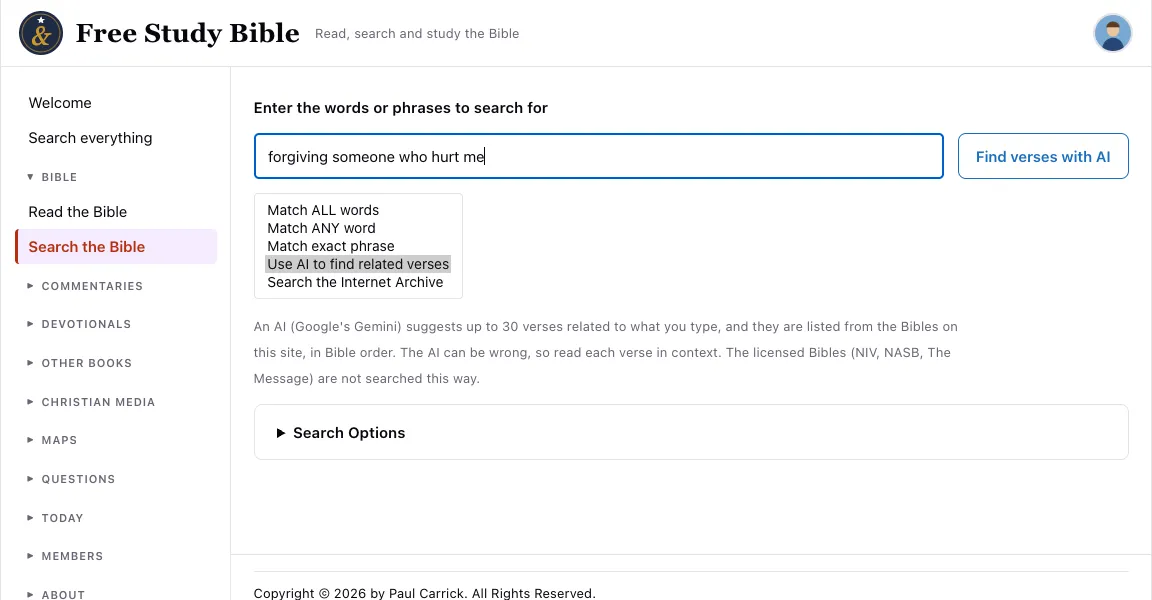 &
Free Study Bible
Read, search and study the Bible
Welcome
Search everything
BIBLE
Read the Bible
Search the Bible
COMMENTARIES
DEVOTIONALS
OTHER BOOKS
CHRISTIAN MEDIA
MAPS
QUESTIONS
TODAY
MEMBERS
ABOUT
Enter the words or phrases to search for
forgiving someone who hurt me
Find verses with AI
Match ALL words
Match ANY word
Match exact phrase
Use AI to find related verses
Search the Internet Archive
An AI (Google's Gemini) suggests up to 30 verses related to what you type, and they are listed from the Bibles on
this site, in Bible order. The AI can be wrong, so read each verse in context. The licensed Bibles (NIV, NASB, The
Message) are not searched this way.
Search Options
Copyright © 2026 by Paul Carrick. All Rights Reserved.